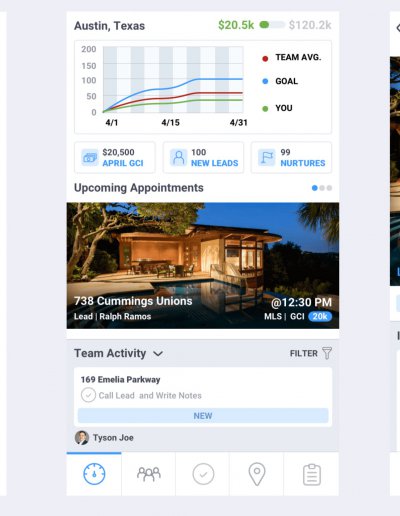 Austin, Texas $20.5k $120.2k
200
150
100
50
0
TEAM AVG.
GOAL
YOU
4/1 4/15 4/31
$20,500
APRIL GCI
100
NEW LEADS
99
NURTURES
Upcoming Appointments
738 Cummings Unions @12:30 PM
Lead | Ralph Ramos MLS | GCI 20k
Team Activity FILTER
169 Emelia Parkway
Call Lead and Write Notes
NEW
Tyson Joe